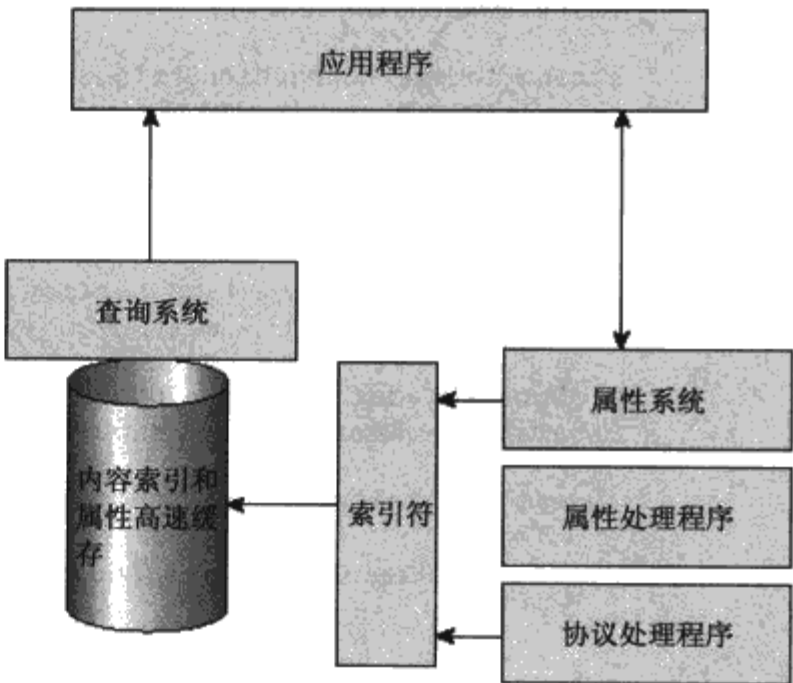 应用程序
查询系统
内容索引和
属性高速缓
存
索引符
属性系统
属性处理程序
协议处理程序